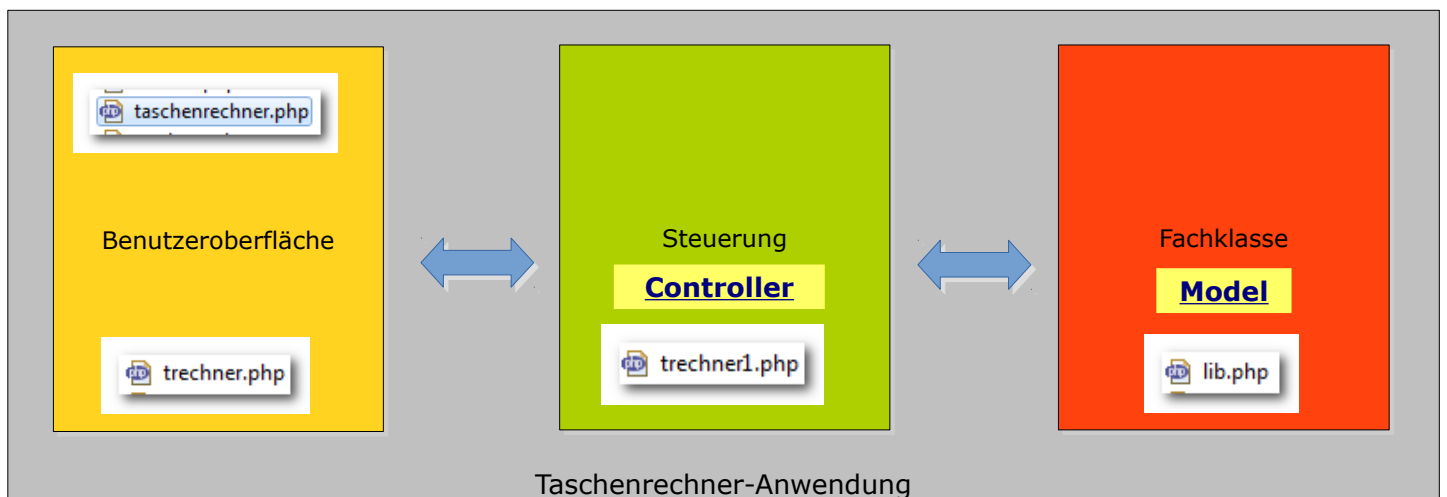 taschenrechner.php
Benutzeroberfläche
trechner.php
Steuerung
Controller
trechner1.php
Fachklasse
Model
lib.php
Taschenrechner-Anwendung